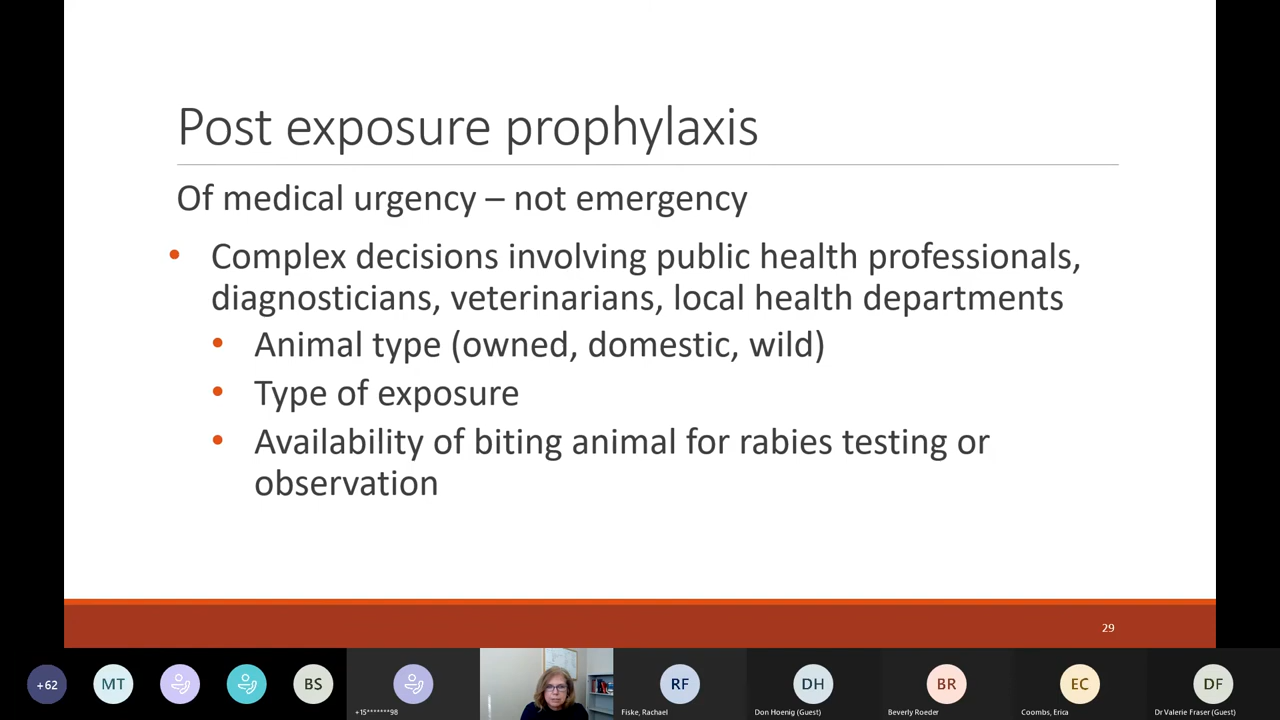 Post exposure prophylaxis
Of medical urgency – not emergency
• Complex decisions involving public health professionals,
diagnosticians, veterinarians, local health departments
• Animal type (owned, domestic, wild)
• Type of exposure
• Availability of biting animal for rabies testing or
observation
29
+62
MT
BS
RF
DH
BR
EC
DF
+15*******98
Fiske, Rachael
Don Hoenig (Guest)
Beverly Roeder
Coombs, Erica
Dr Valerie Fraser (Guest)